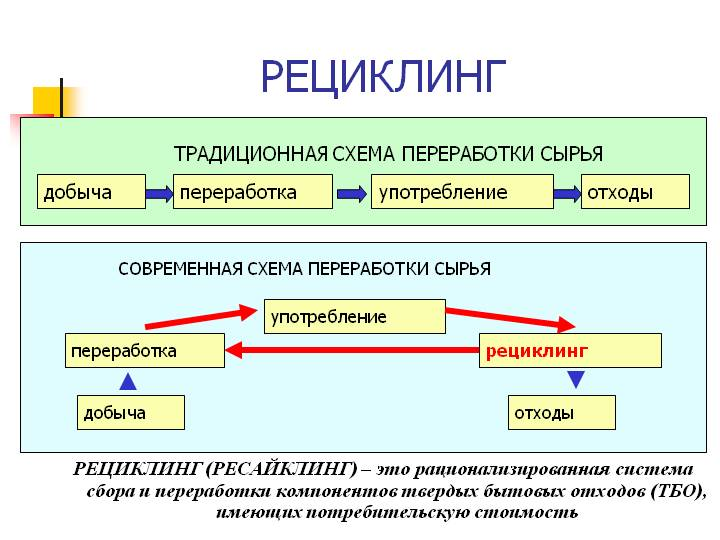 РЕЦИКЛИНГ
ТРАДИЦИОННАЯ СХЕМА ПЕРЕРАБОТКИ СЫРЬЯ
добыча
переработка
употребление
отходы
СОВРЕМЕННАЯ СХЕМА ПЕРЕРАБОТКИ СЫРЬЯ
употребление
переработка
рециклинг
добыча
отходы
РЕЦИКЛИНГ (РЕСАЙКЛИНГ) – это рационализированная система
сбора и переработки компонентов твердых бытовых отходов (ТБО),
имеющих потребительскую стоимость